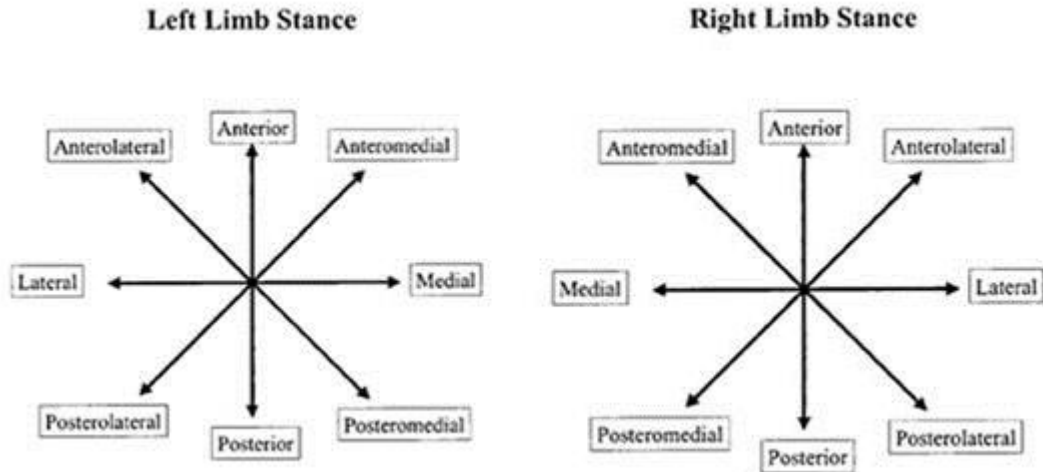 Left Limb Stance
Anterior
Anterolateral
Anteromedial
Lateral
Medial
Posterolateral
Posteromedial
Posterior
Right Limb Stance
Anterior
Anteromedial
Anterolateral
Medial
Lateral
Posteromedial
Posterolateral
Posterior